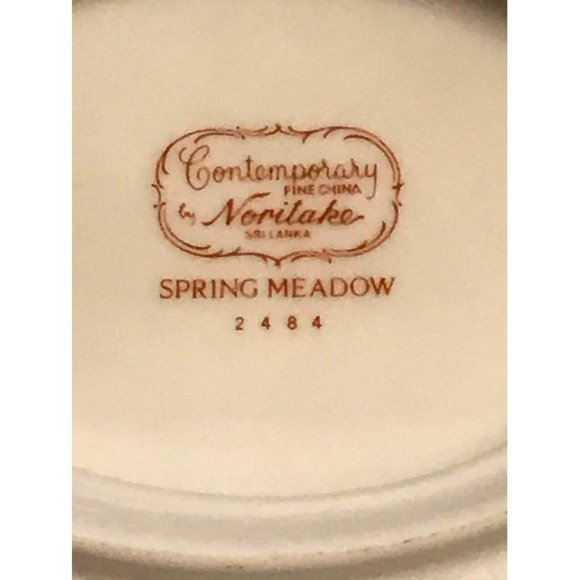 Contemporary
FINE CHINA
by Noritake
SRI LANKA
SPRING MEADOW
2484